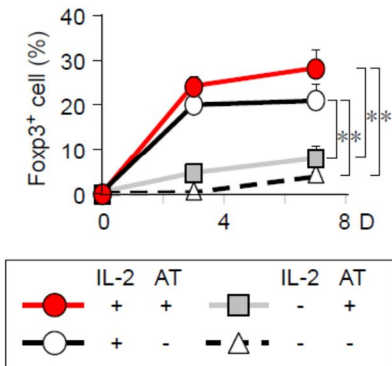 Foxp3+ cell (%)
40
30
20
10
0
0 4 8 D
**
**
IL-2 AT IL-2 AT
+ + - +
+ - - -